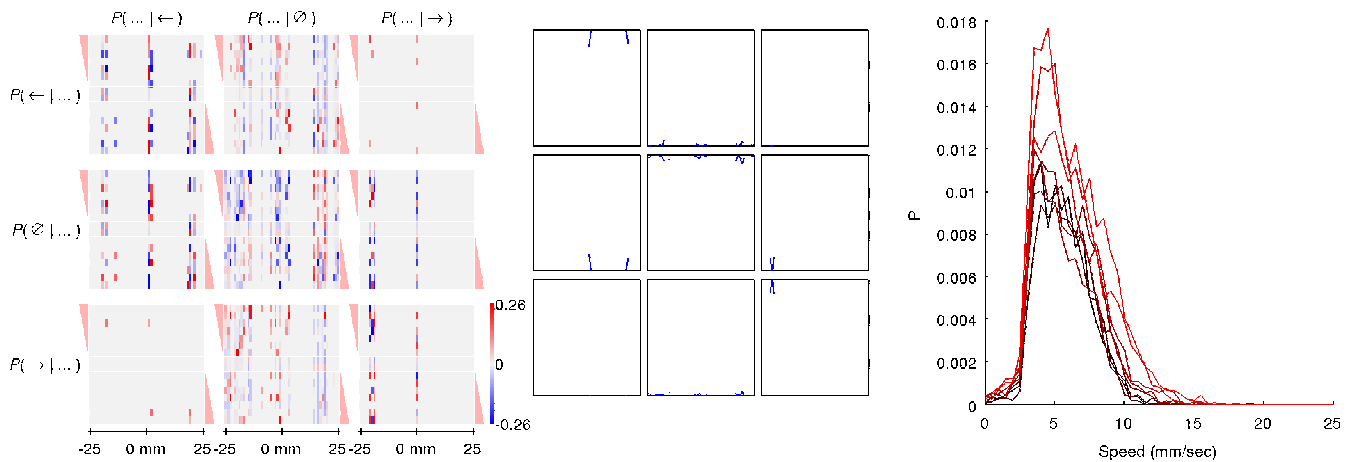 P( ... | ← ) P( ... | ∅ ) P( ... | → )
P( ← | ... )
P( ∅ | ... )
P( → | ... )
0.26
0
-0.26
-25 0 mm 25 -25 0 mm 25 -25 0 mm 25
0.018
0.016
0.014
0.012
0.01
0.008
0.006
0.004
0.002
0
P
0 5 10 15 20 25
Speed (mm/sec)